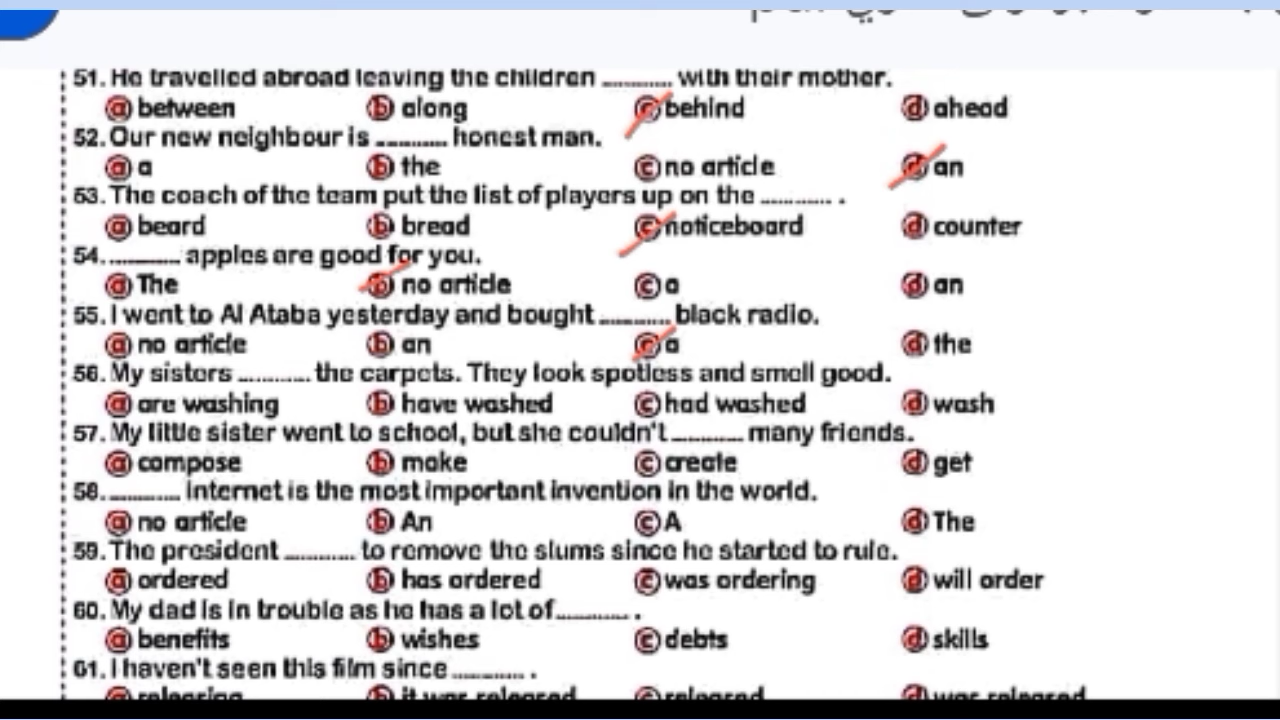 51. He travelled abroad leaving the children .......... with their mother.
ⓐ between ⓑ along ⓒ behind ⓓ ahead
52. Our new neighbour is .......... honest man.
ⓐ a ⓑ the ⓒ no article ⓓ an
53. The coach of the team put the list of players up on the .......... .
ⓐ beard ⓑ bread ⓒ noticeboard ⓓ counter
54. .......... apples are good for you.
ⓐ The ⓑ no article ⓒ a ⓓ an
55. I went to Al Ataba yesterday and bought .......... black radio.
ⓐ no article ⓑ an ⓒ a ⓓ the
56. My sisters .......... the carpets. They look spotless and smell good.
ⓐ are washing ⓑ have washed ⓒ had washed ⓓ wash
57. My little sister went to school, but she couldn't .......... many friends.
ⓐ compose ⓑ make ⓒ create ⓓ get
58. .......... internet is the most important invention in the world.
ⓐ no article ⓑ An ⓒ A ⓓ The
59. The president .......... to remove the slums since he started to rule.
ⓐ ordered ⓑ has ordered ⓒ was ordering ⓓ will order
60. My dad is in trouble as he has a lot of .......... .
ⓐ benefits ⓑ wishes ⓒ debts ⓓ skills
61. I haven't seen this film since .......... .
ⓐ releasing ⓑ it was released ⓒ released ⓓ was released